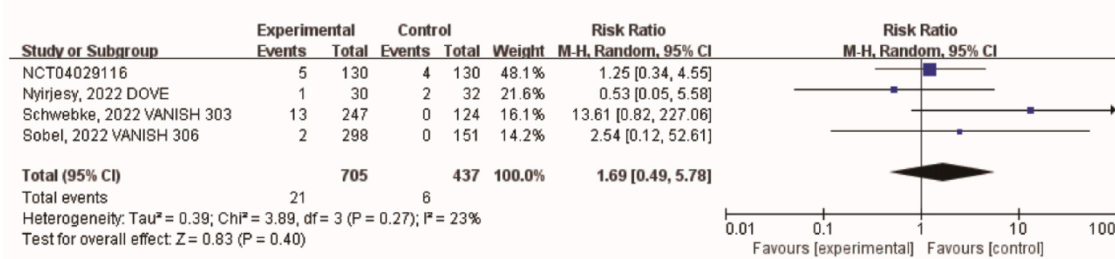 Experimental Control Risk Ratio Risk Ratio
Study or Subgroup Events Total Events Total Weight M-H, Random, 95% CI M-H, Random, 95% CI
NCT04029116 5 130 4 130 48.1% 1.25 [0.34, 4.55]
Nyirjesy, 2022 DOVE 1 30 2 32 21.6% 0.53 [0.05, 5.58]
Schwebke, 2022 VANISH 303 13 247 0 124 16.1% 13.61 [0.82, 227.06]
Sobel, 2022 VANISH 306 2 298 0 151 14.2% 2.54 [0.12, 52.61]
Total (95% CI) 705 437 100.0% 1.69 [0.49, 5.78]
Total events 21 6
Heterogeneity: Tau² = 0.39; Chi² = 3.89, df = 3 (P = 0.27); I² = 23%
Test for overall effect: Z = 0.83 (P = 0.40)
0.01 0.1 1 10 100
Favours [experimental] Favours [control]